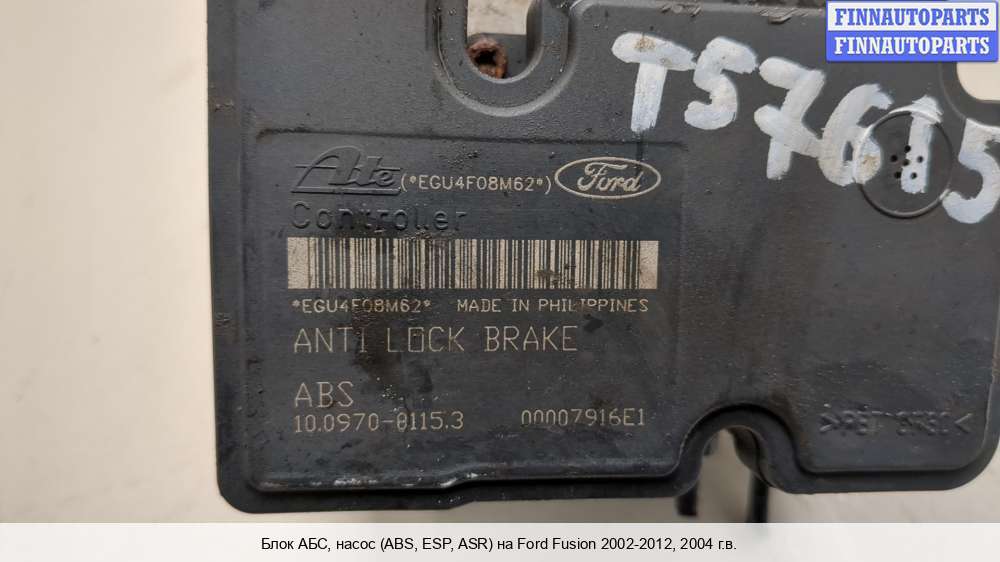 FINNAUTOPARTS
FINNAUTOPARTS
T57615
Ate (*EGU4F08M62*) Ford
Controller
*EGU4F08M62* MADE IN PHILIPPINES
ANTI LOCK BRAKE
ABS
10.0970-8115.3 00007916E1
Блок АБС, насос (ABS, ESP, ASR) на Ford Fusion 2002-2012, 2004 г.в.